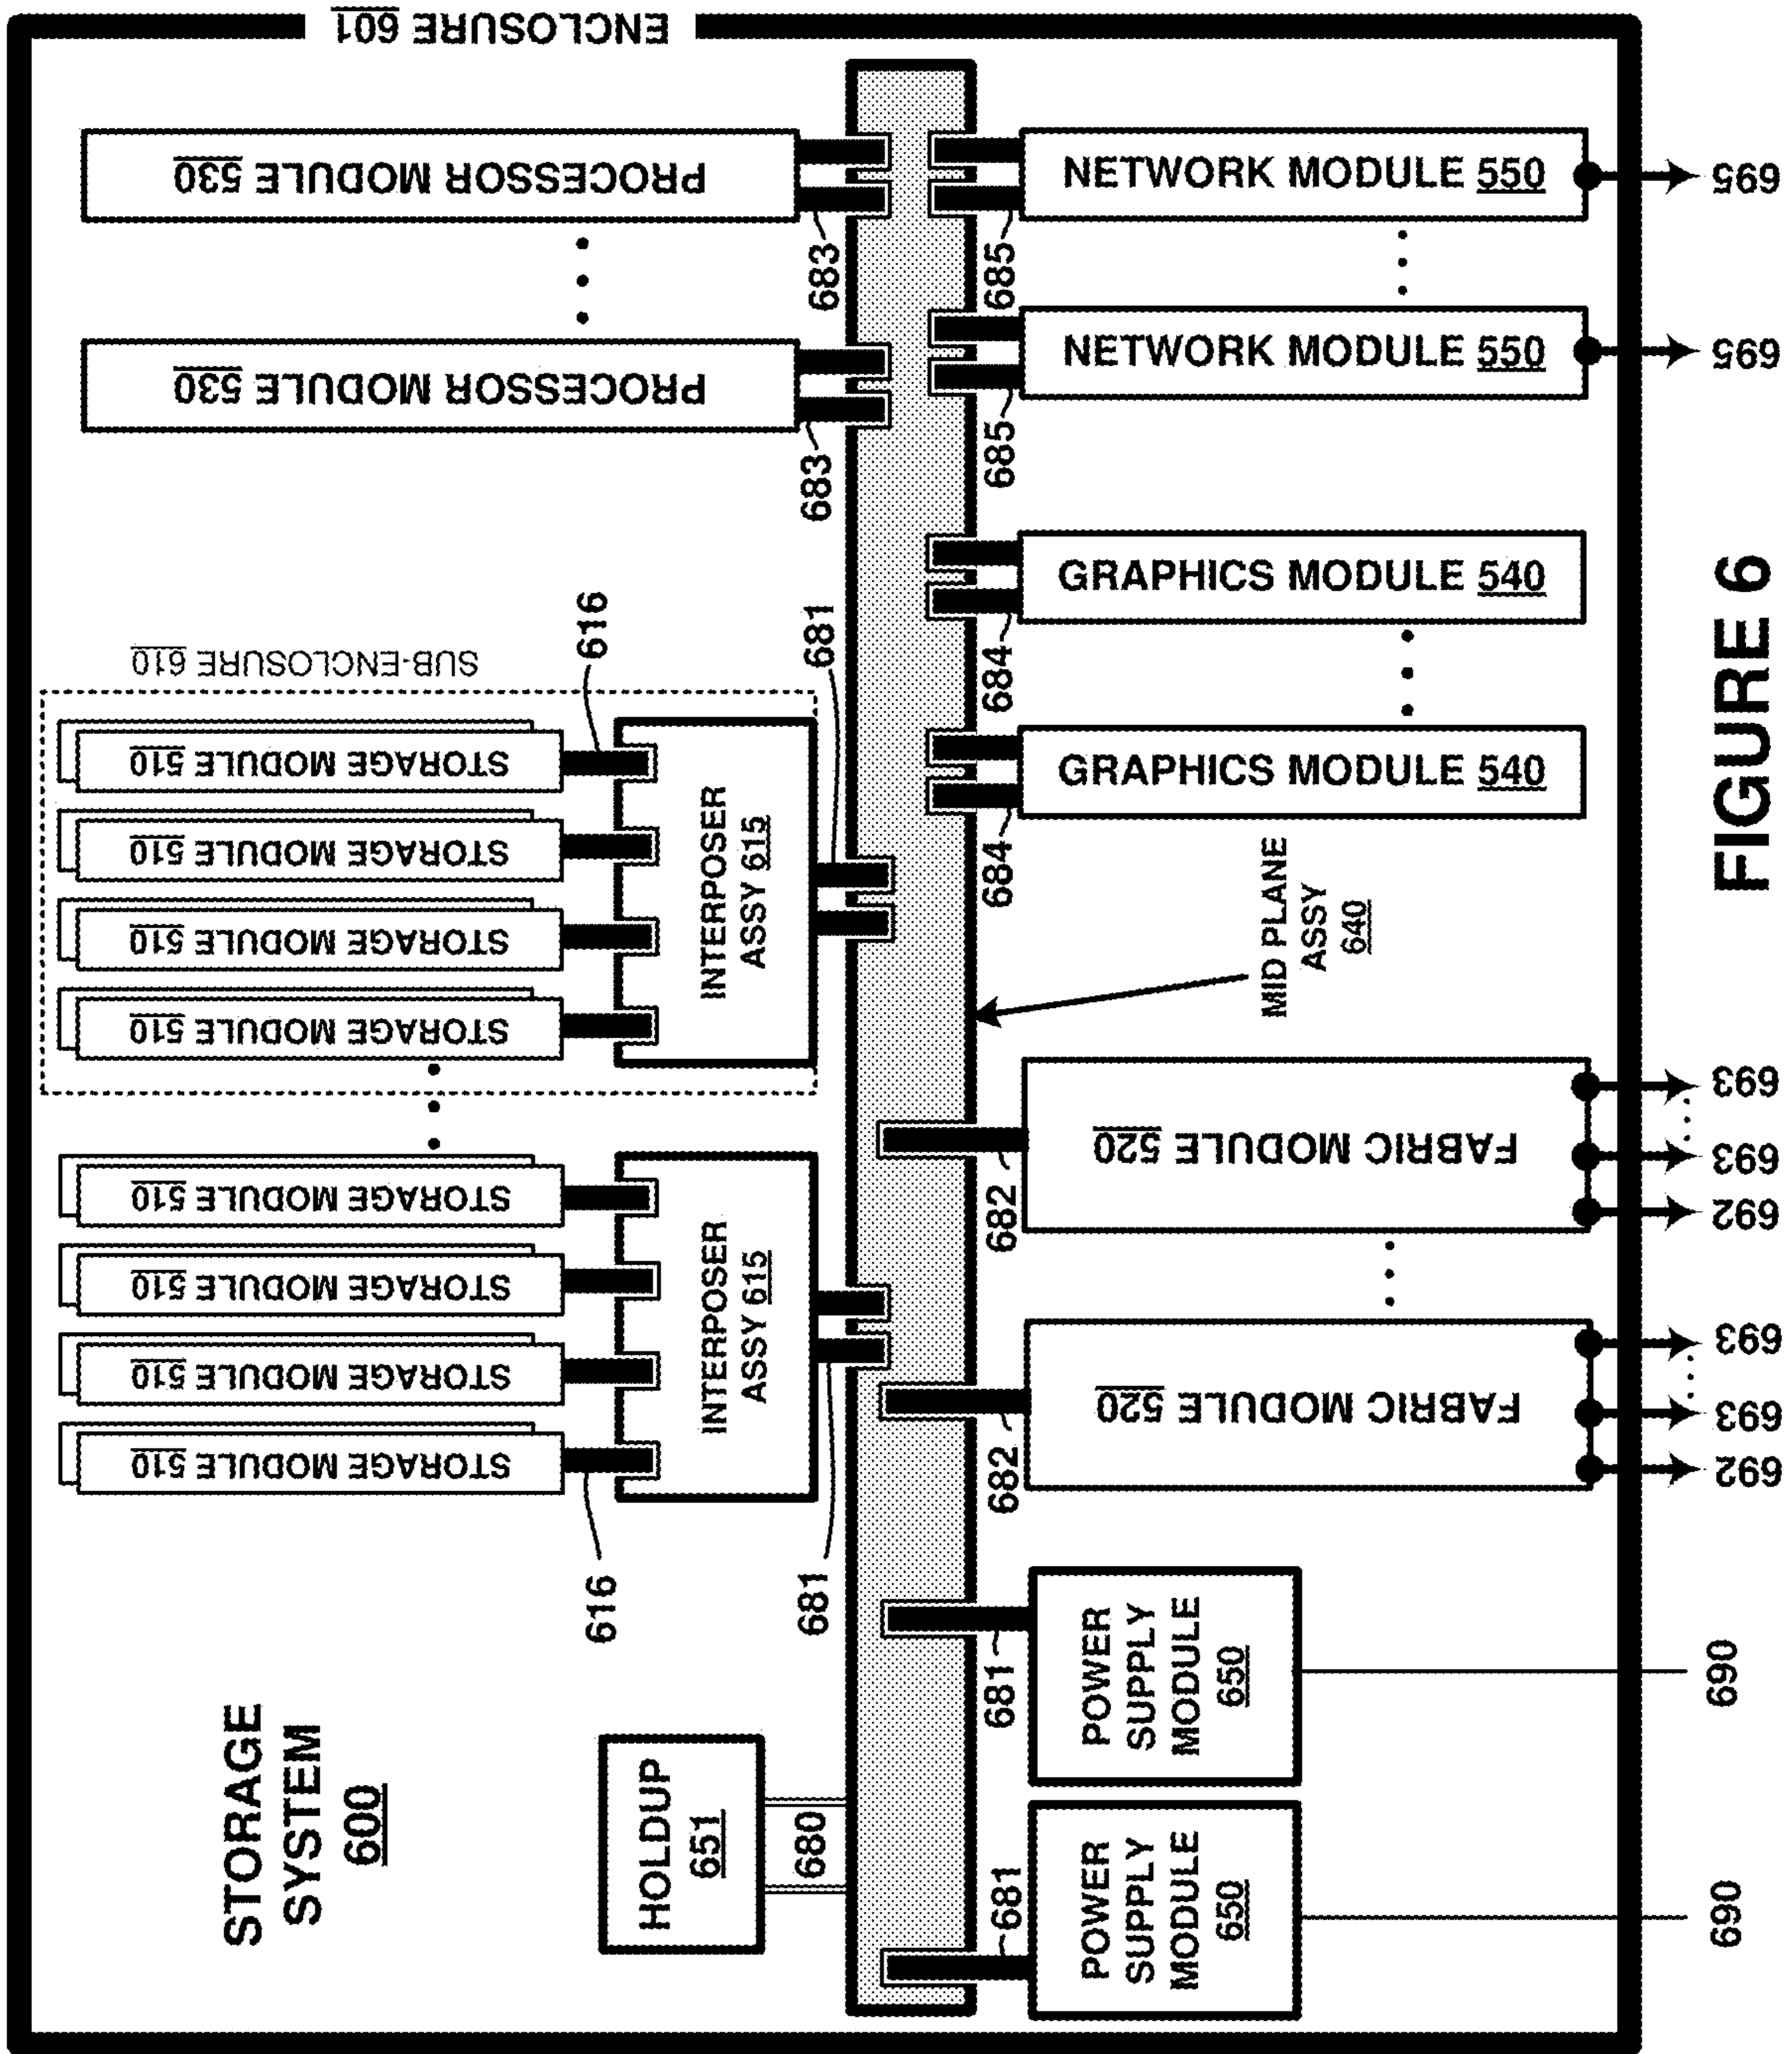 ENCLOSURE 601
STORAGE
SYSTEM
600
STORAGE MODULE 510
STORAGE MODULE 510
STORAGE MODULE 510
STORAGE MODULE 510
616
INTERPOSER
ASSY 615
681
SUB-ENCLOSURE 610
STORAGE MODULE 510
STORAGE MODULE 510
STORAGE MODULE 510
STORAGE MODULE 510
616
INTERPOSER
ASSY 615
681
PROCESSOR MODULE 530
683
PROCESSOR MODULE 530
683
HOLDUP
651
680
681
POWER
SUPPLY
MODULE
650
690
681
POWER
SUPPLY
MODULE
650
690
682
FABRIC MODULE 520
692
693
693
682
FABRIC MODULE 520
692
693
693
MID PLANE
ASSY
640
684
GRAPHICS MODULE 540
684
GRAPHICS MODULE 540
685
NETWORK MODULE 550
695
685
NETWORK MODULE 550
695
FIGURE 6